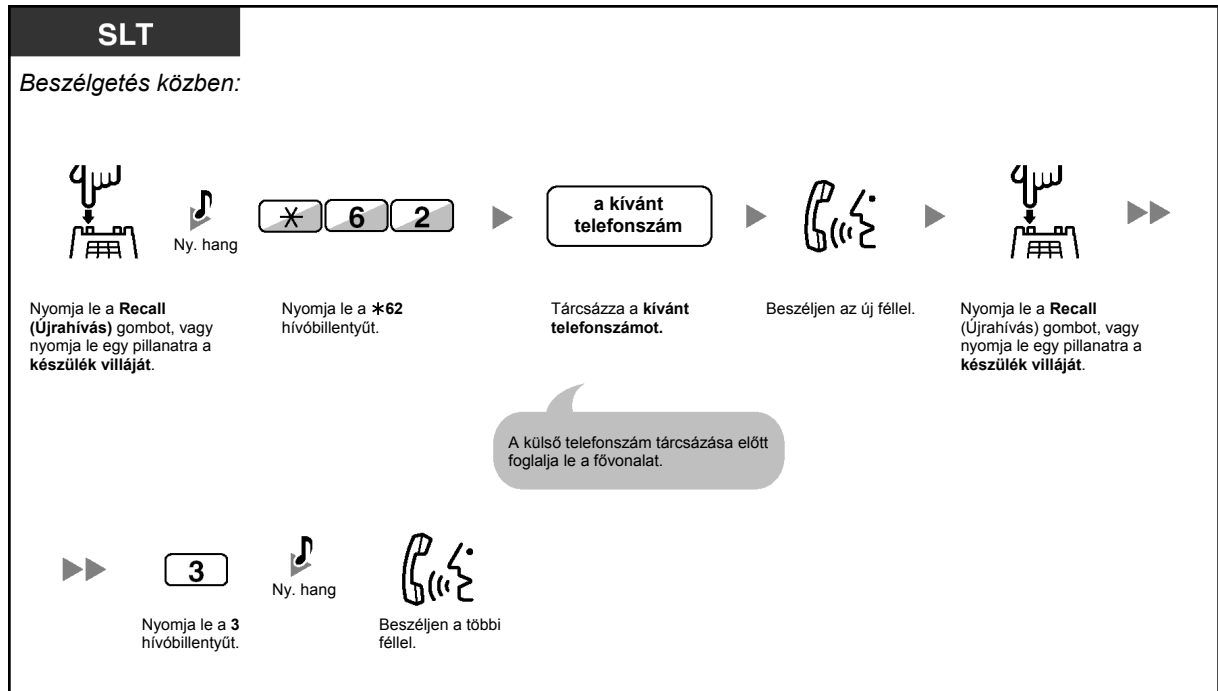 SLT
Beszélgetés közben:
Ny. hang
* 6 2
a kívánt
telefonszám
Nyomja le a Recall
(Újrahívás) gombot, vagy
nyomja le egy pillanatra a
készülék villáját.
Nyomja le a *62
hívóbillentyűt.
Tárcsázza a kívánt
telefonszámot.
Beszéljen az új féllel.
Nyomja le a Recall
(Újrahívás) gombot, vagy
nyomja le egy pillanatra a
készülék villáját.
A külső telefonszám tárcsázása előtt
foglalja le a fővonalat.
3
Ny. hang
Nyomja le a 3
hívóbillentyűt.
Beszéljen a többi
féllel.